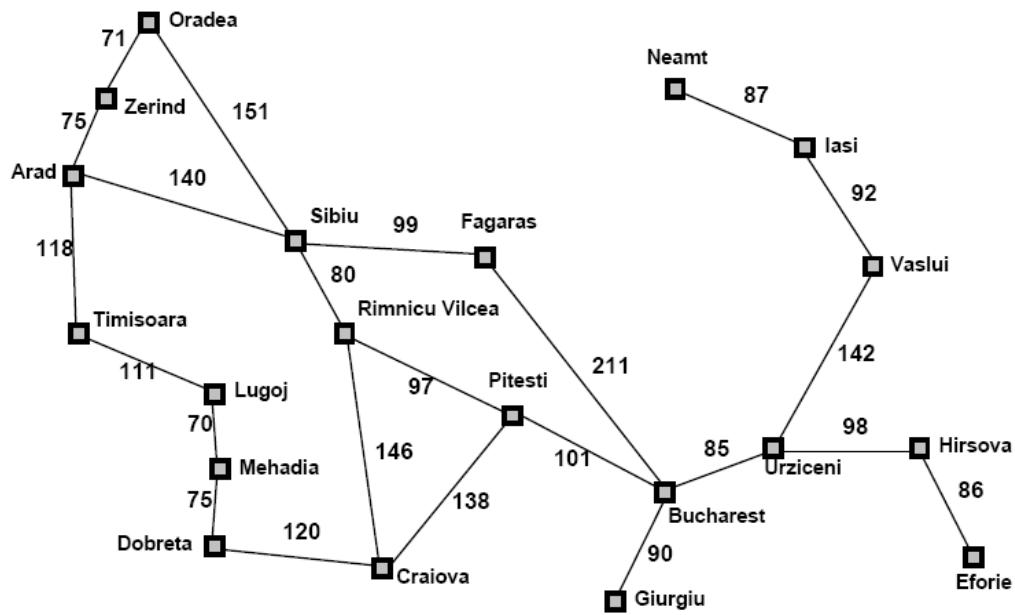 Oradea
71
Neamt
87
Zerind
151
75
Iasi
Arad
140
92
Sibiu
99
Fagaras
118
80
Vaslui
Timisoara
Rimnicu Vilcea
142
111
211
Lugoj
97
Pitesti
70
98
Hirsova
146
85
Urziceni
Mehadia
101
86
75
138
Bucharest
120
Dobreta
90
Craiova
Eforie
Giurgiu